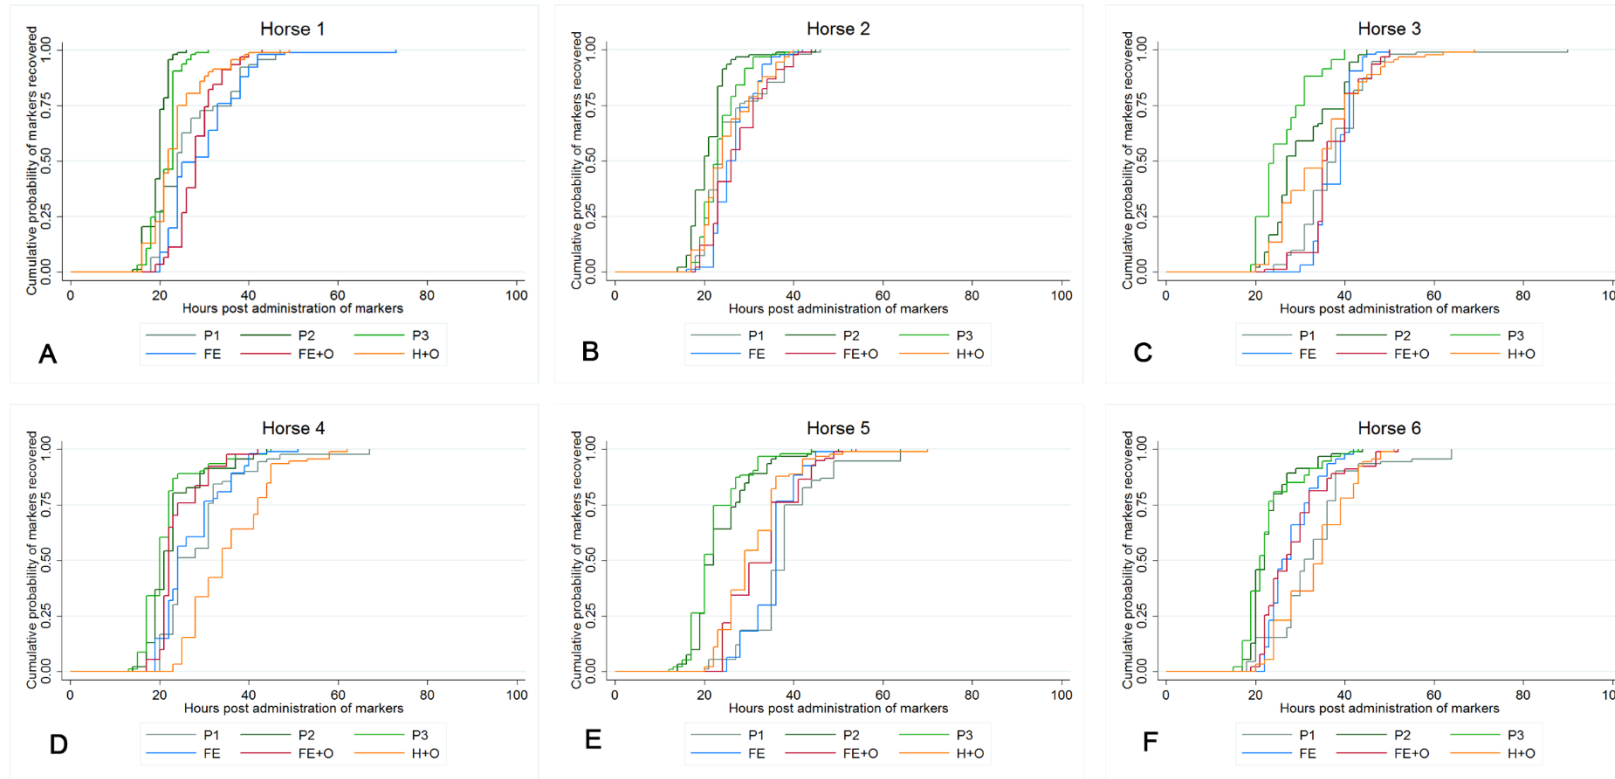 Horse 1
Cumulative probability of markers recovered
0.00 0.25 0.50 0.75 1.00
0 20 40 60 80 100
Hours post administration of markers
P1 P2 P3
FE FE+O H+O
A
Horse 2
Cumulative probability of markers recovered
0.00 0.25 0.50 0.75 1.00
0 20 40 60 80 100
Hours post administration of markers
P1 P2 P3
FE FE+O H+O
B
Horse 3
Cumulative probability of markers recovered
0.00 0.25 0.50 0.75 1.00
0 20 40 60 80 100
Hours post administration of markers
P1 P2 P3
FE FE+O H+O
C
Horse 4
Cumulative probability of markers recovered
0.00 0.25 0.50 0.75 1.00
0 20 40 60 80 100
Hours post administration of markers
P1 P2 P3
FE FE+O H+O
D
Horse 5
Cumulative probability of markers recovered
0.00 0.25 0.50 0.75 1.00
0 20 40 60 80 100
Hours post administration of markers
P1 P2 P3
FE FE+O H+O
E
Horse 6
Cumulative probability of markers recovered
0.00 0.25 0.50 0.75 1.00
0 20 40 60 80 100
Hours post administration of markers
P1 P2 P3
FE FE+O H+O
F